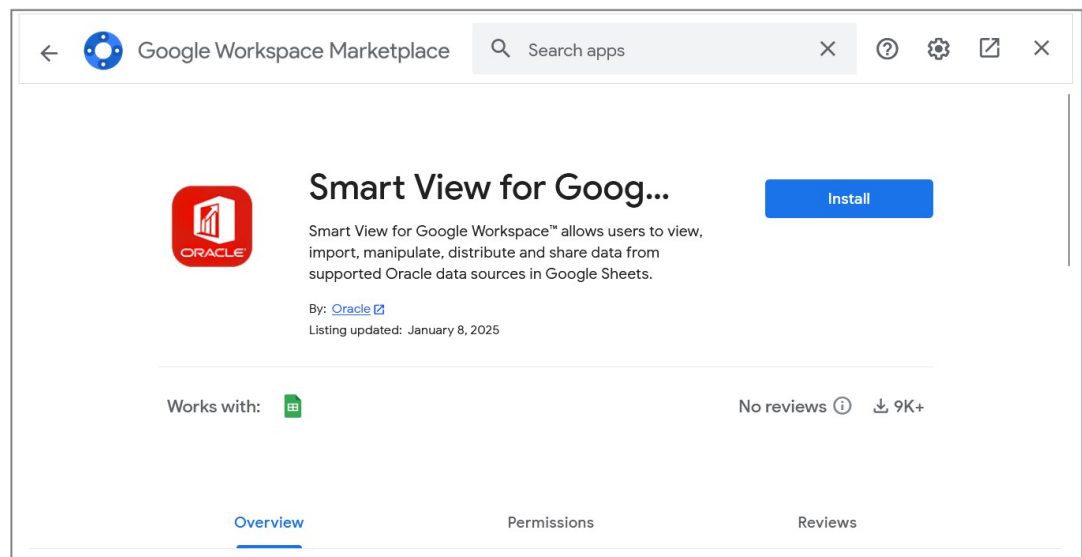 Google Workspace Marketplace
Search apps
ORACLE
Smart View for Goog...
Install
Smart View for Google Workspace™ allows users to view,
import, manipulate, distribute and share data from
supported Oracle data sources in Google Sheets.
By: Oracle
Listing updated: January 8, 2025
Works with:
No reviews
9K+
Overview
Permissions
Reviews